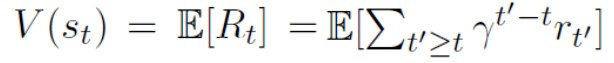 V(s_t) = 𝔼[R_t] = 𝔼[∑_{t'≥t} γ^{t'−t} r_{t'}]